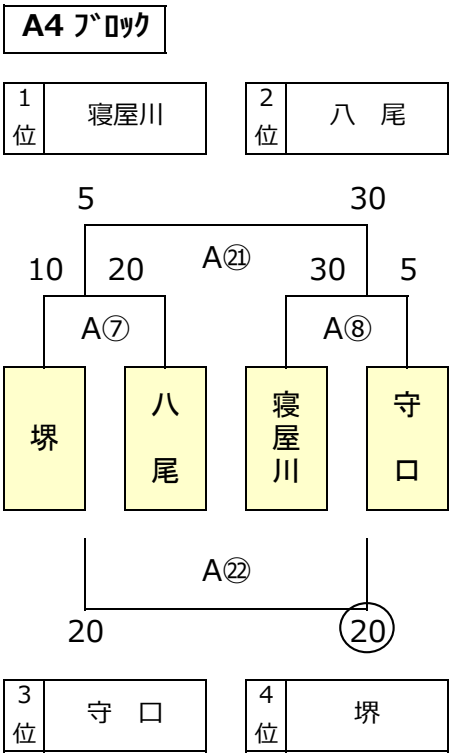 A4 ﾌﾞﾛｯｸ
1位 寝屋川 2位 八 尾
5 30
A㉑
10 20 30 5
A⑦ A⑧
堺 八尾 寝屋川 守口
A㉒
20 20
3位 守 口 4位 堺